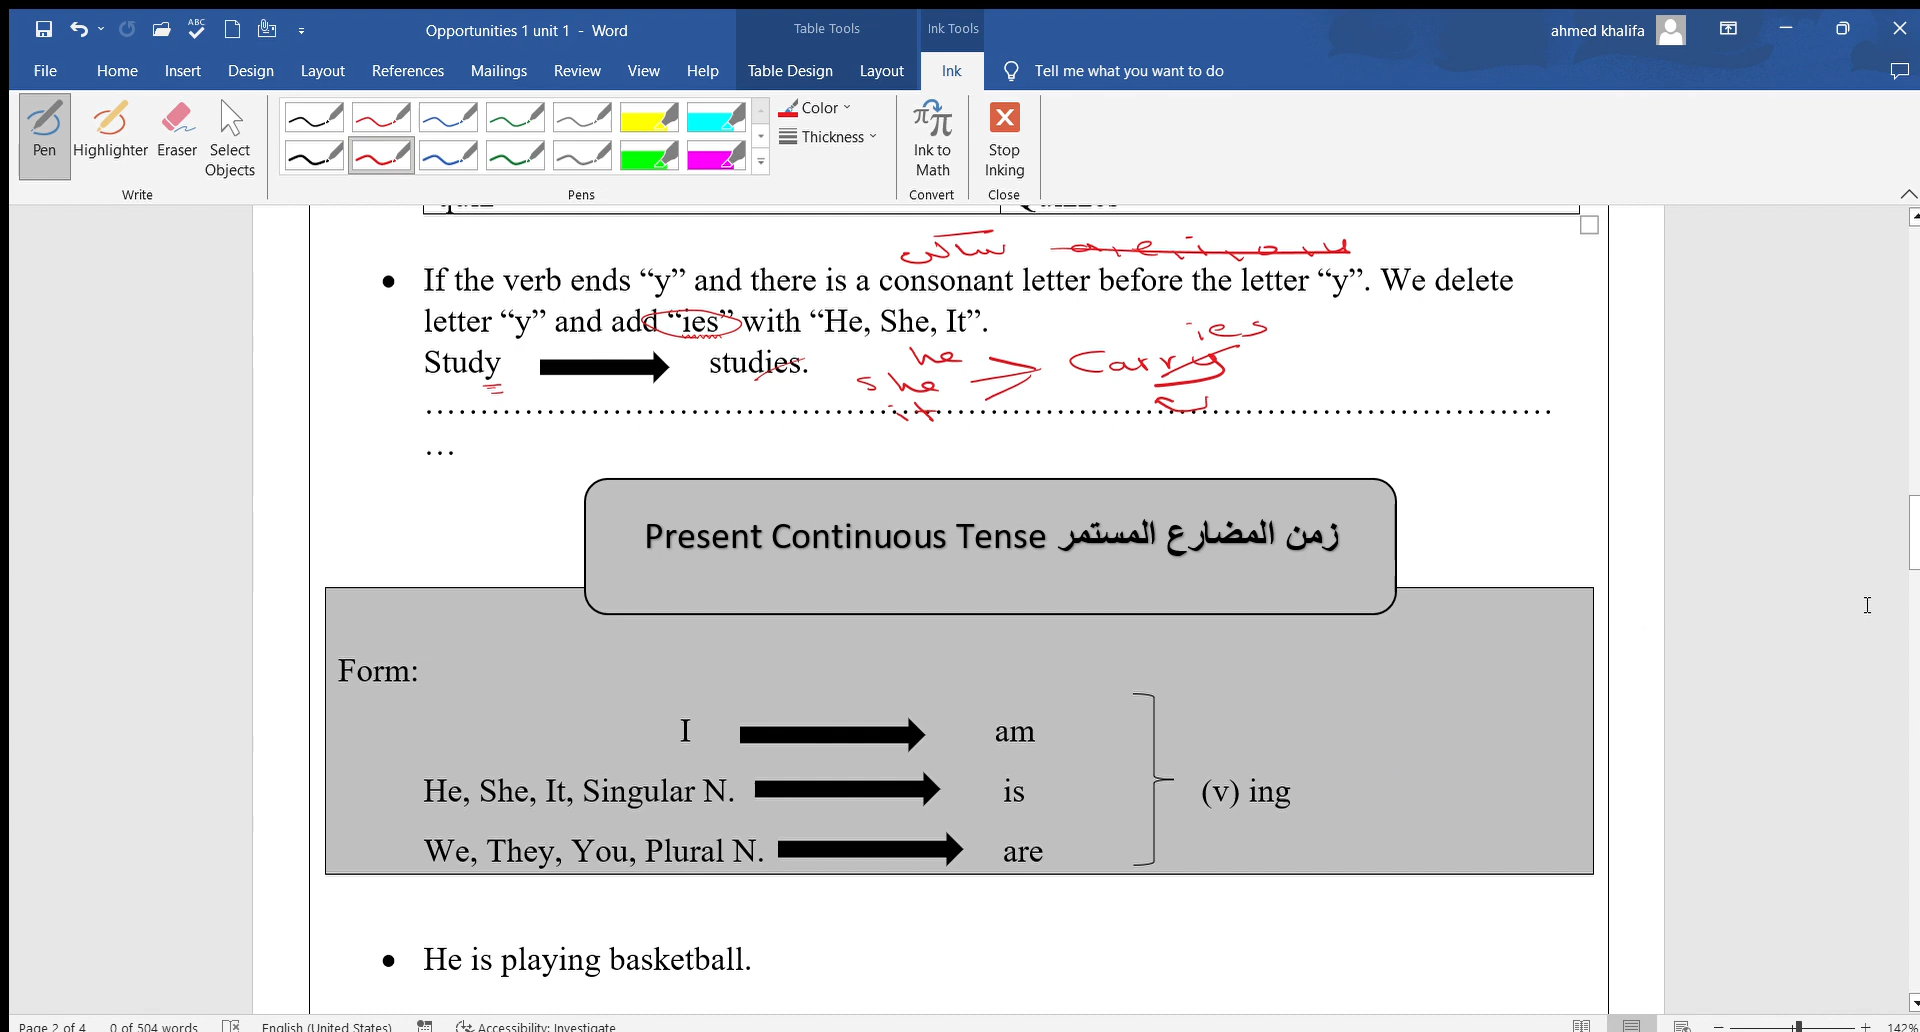 ABC
Opportunities 1 unit 1 - Word
Table Tools
Ink Tools
ahmed khalifa
File Home Insert Design Layout References Mailings Review View Help Table Design Layout Ink Tell me what you want to do
Pen Highlighter Eraser Select Objects
Color
Thickness
Ink to Math
Stop Inking
Write Pens Convert Close
ساكن
If the verb ends “y” and there is a consonant letter before the letter “y”. We delete
letter “y” and add “ies” with “He, She, It”.
ies
Study studies.
he
she
it
Carry
……………………………………………………………………………………
…
Present Continuous Tense زمن المضارع المستمر
Form:
I am
He, She, It, Singular N. is (v) ing
We, They, You, Plural N. are
• He is playing basketball.
Page 2 of 4 0 of 504 words English (United States) Accessibility: Investigate 142%